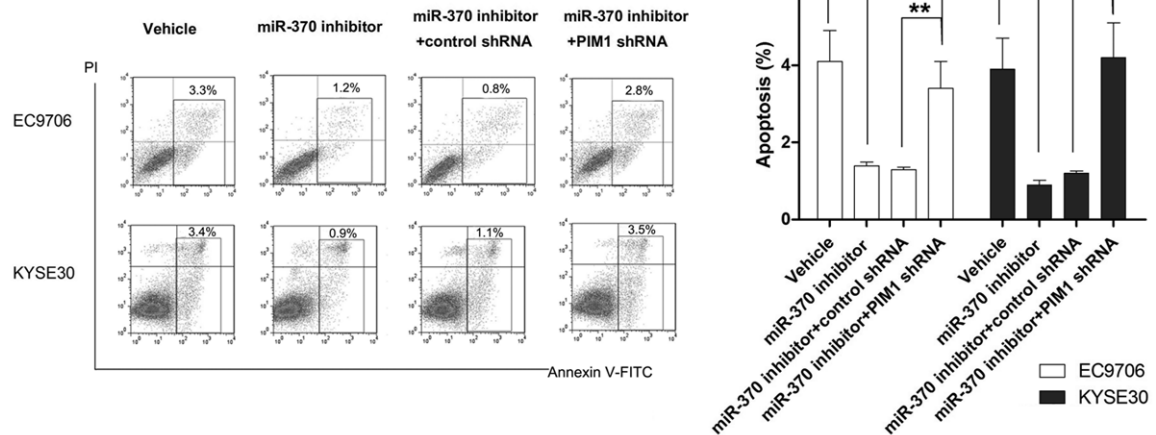 Vehicle
miR-370 inhibitor
miR-370 inhibitor
+control shRNA
miR-370 inhibitor
+PIM1 shRNA
PI
EC9706
3.3%
1.2%
0.8%
2.8%
KYSE30
3.4%
0.9%
1.1%
3.5%
Annexin V-FITC
**
Apoptosis (%)
4
2
0
Vehicle
miR-370 inhibitor
miR-370 inhibitor+control shRNA
miR-370 inhibitor+PIM1 shRNA
Vehicle
miR-370 inhibitor
miR-370 inhibitor+control shRNA
miR-370 inhibitor+PIM1 shRNA
EC9706
KYSE30